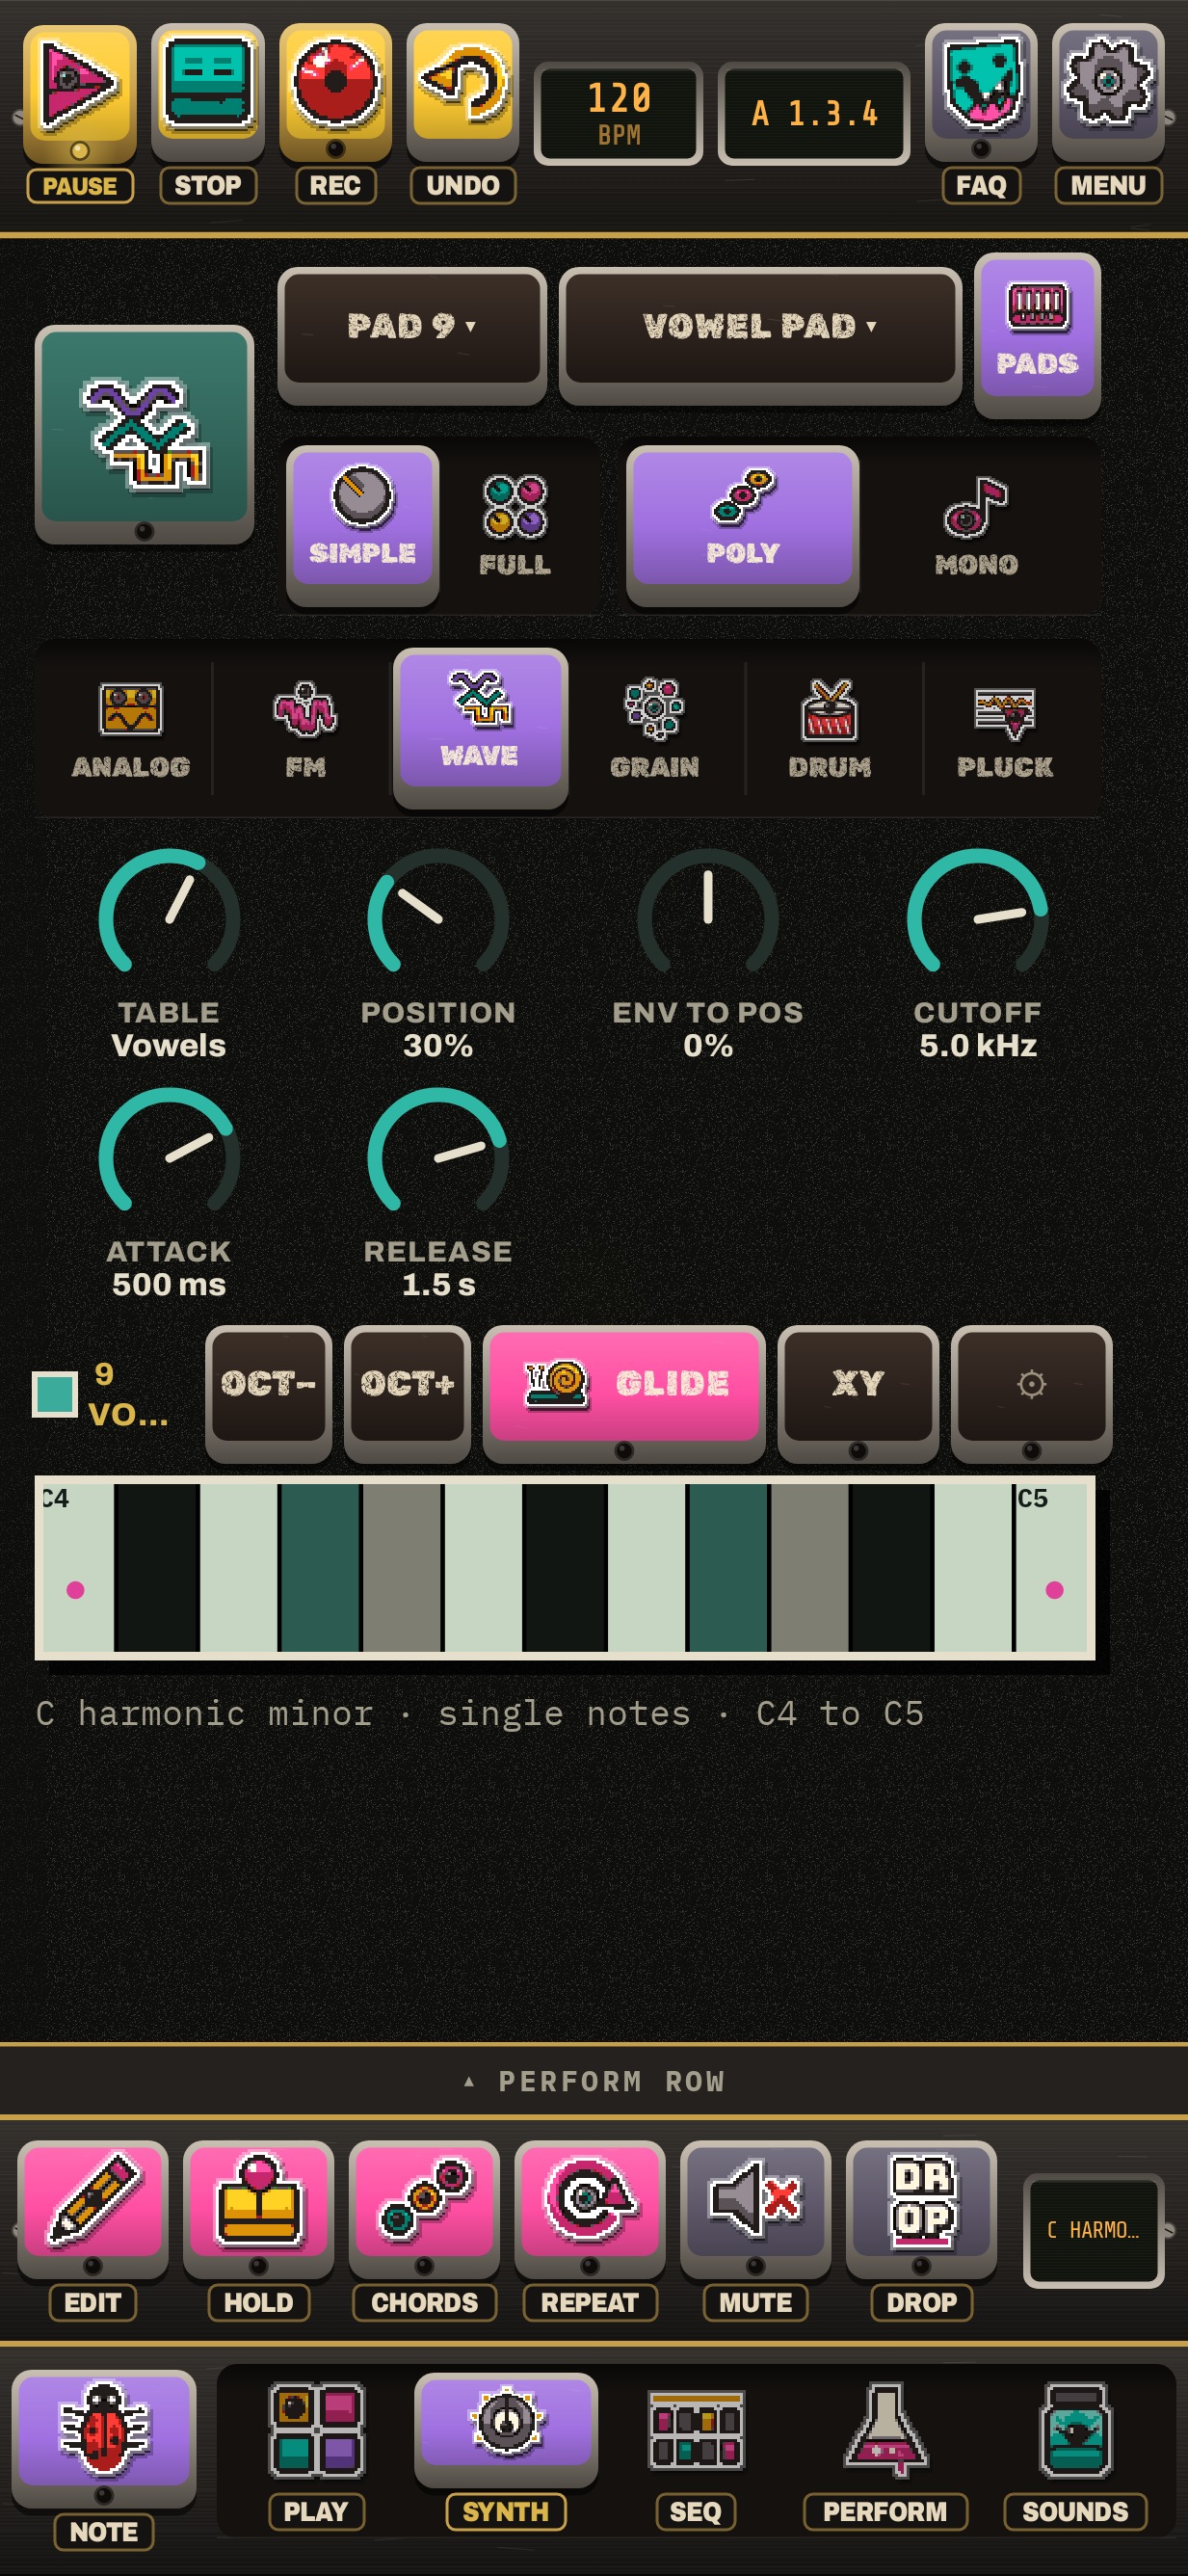 120
BPM
A 1.3.4
PAUSE STOP REC UNDO FAQ MENU
PAD 9 ▾ VOWEL PAD ▾ PADS
SIMPLE FULL POLY MONO
ANALOG FM WAVE GRAIN DRUM PLUCK
TABLE POSITION ENV TO POS CUTOFF
Vowels 30% 0% 5.0 kHz
ATTACK RELEASE
500 ms 1.5 s
9
VO...
OCT- OCT+ GLIDE XY
C4 C5
C harmonic minor · single notes · C4 to C5
▴ PERFORM ROW
DR
OP
C HARMO…
EDIT HOLD CHORDS REPEAT MUTE DROP
NOTE PLAY SYNTH SEQ PERFORM SOUNDS